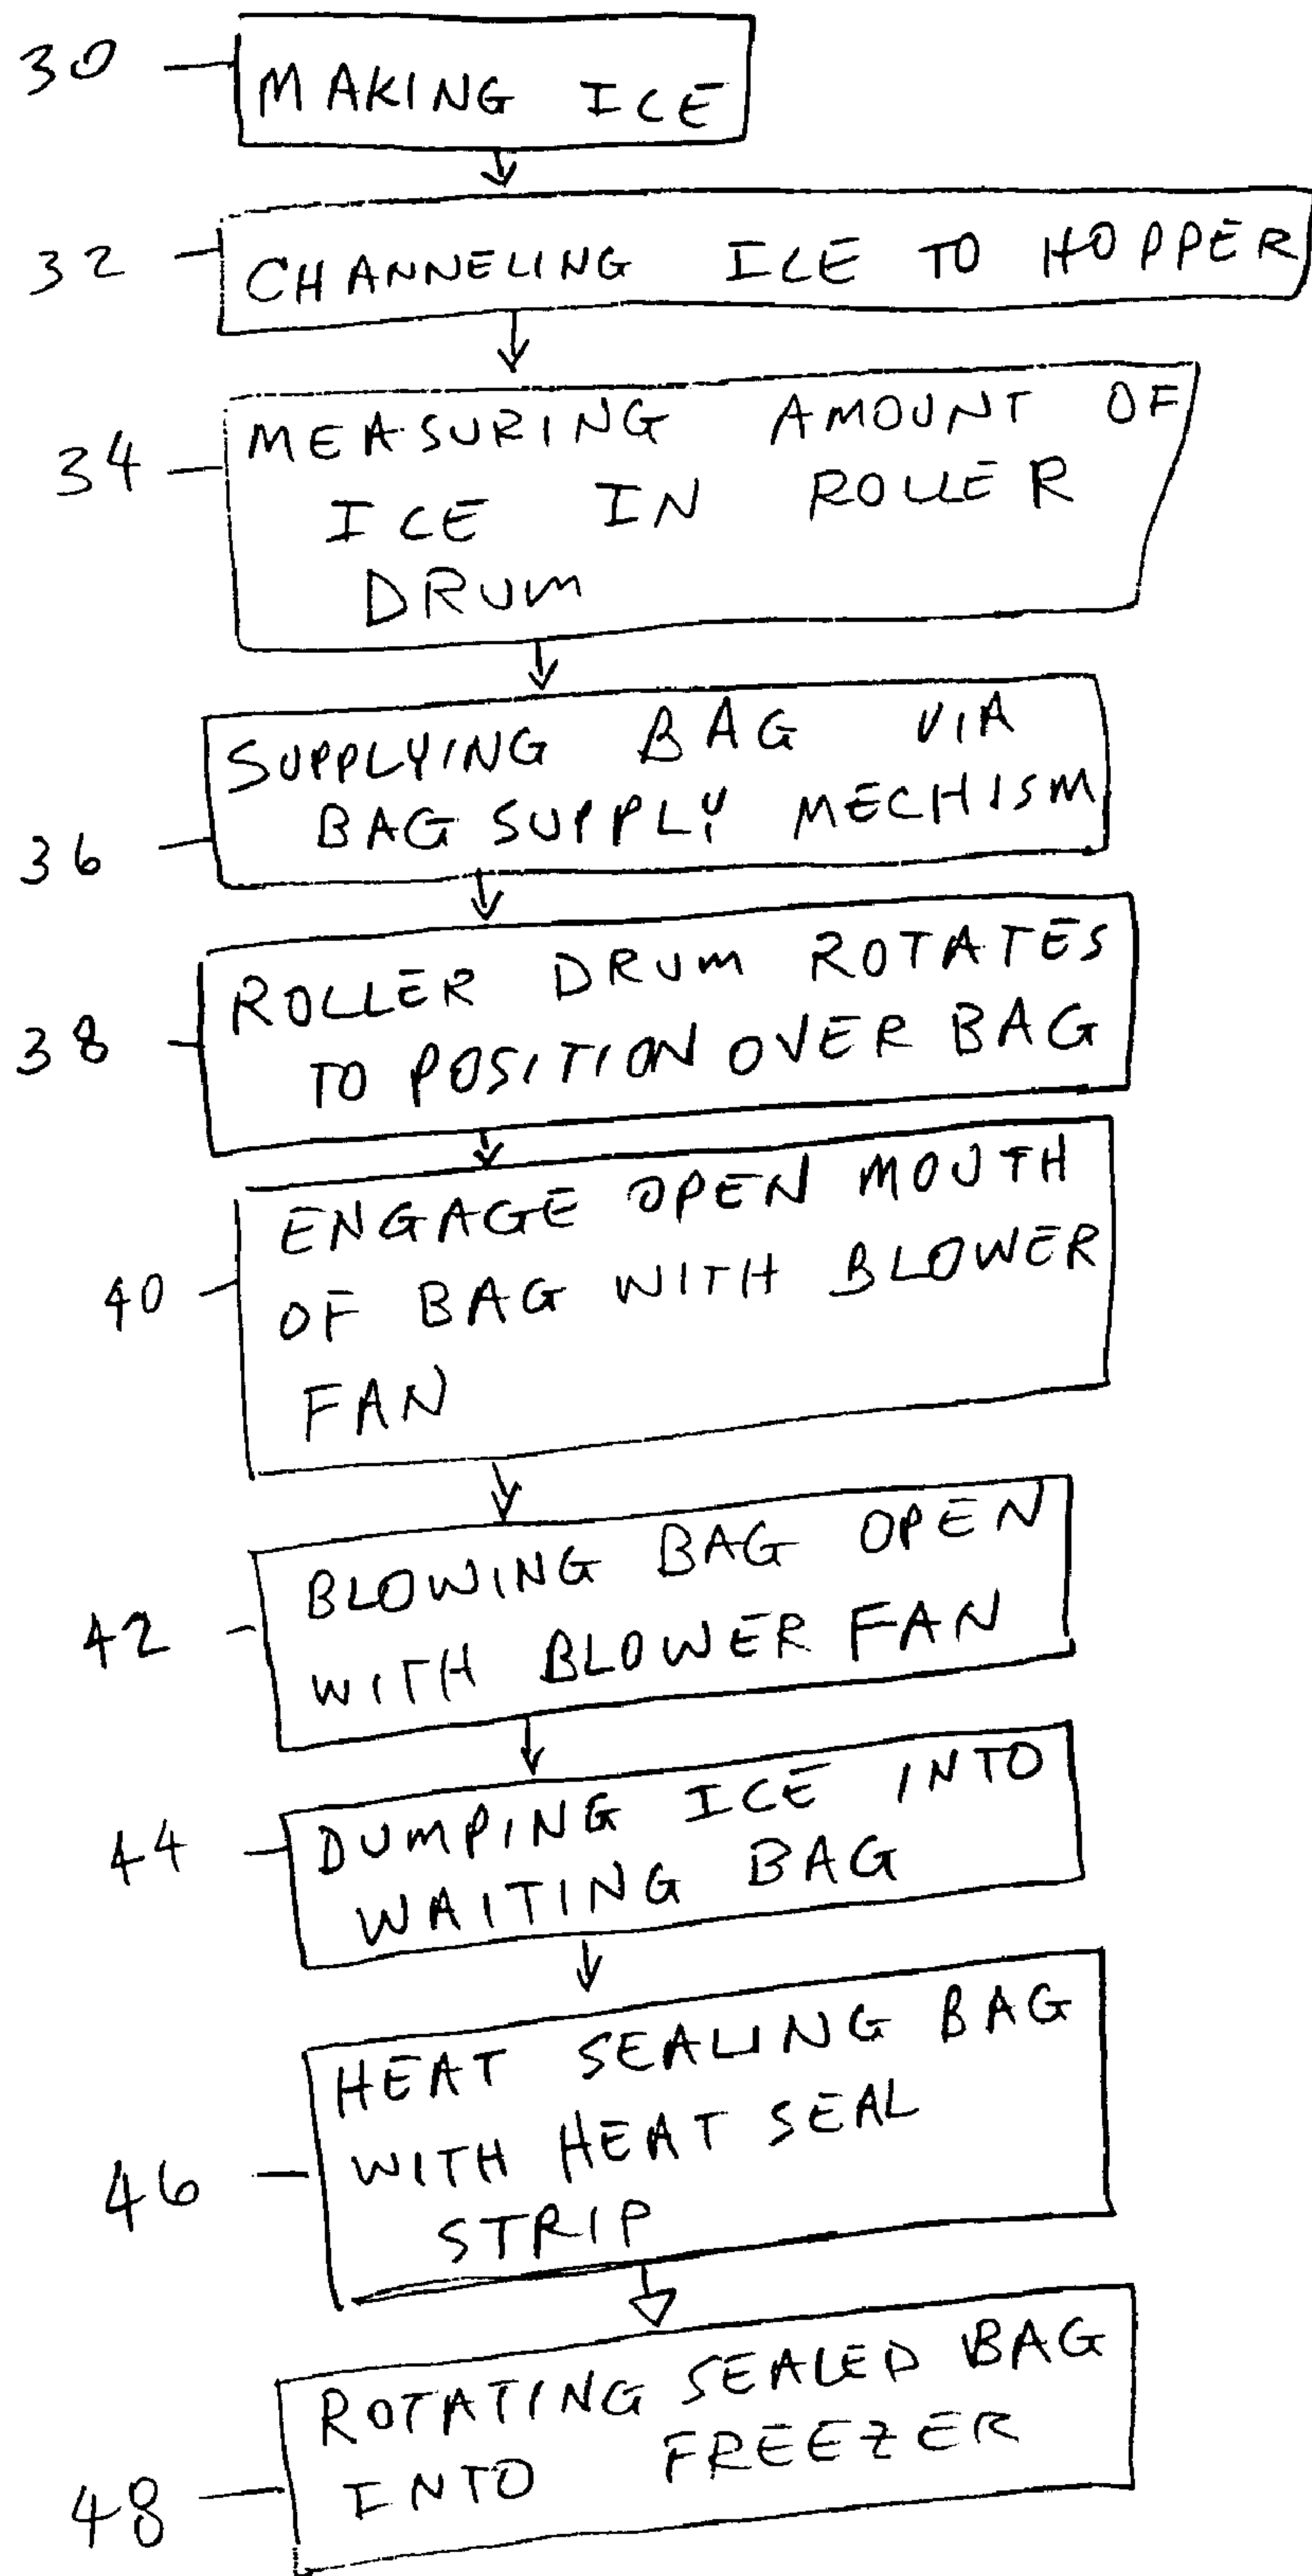 30
MAKING ICE
32
CHANNELING ICE TO HOPPER
34
MEASURING AMOUNT OF
ICE IN ROLLER
DRUM
36
SUPPLYING BAG VIA
BAG SUPPLY MECHISM
38
ROLLER DRUM ROTATES
TO POSITION OVER BAG
40
ENGAGE OPEN MOUTH
OF BAG WITH BLOWER
FAN
42
BLOWING BAG OPEN
WITH BLOWER FAN
44
DUMPING ICE INTO
WAITING BAG
46
HEAT SEALING BAG
WITH HEAT SEAL
STRIP
48
ROTATING SEALED BAG
INTO FREEZER